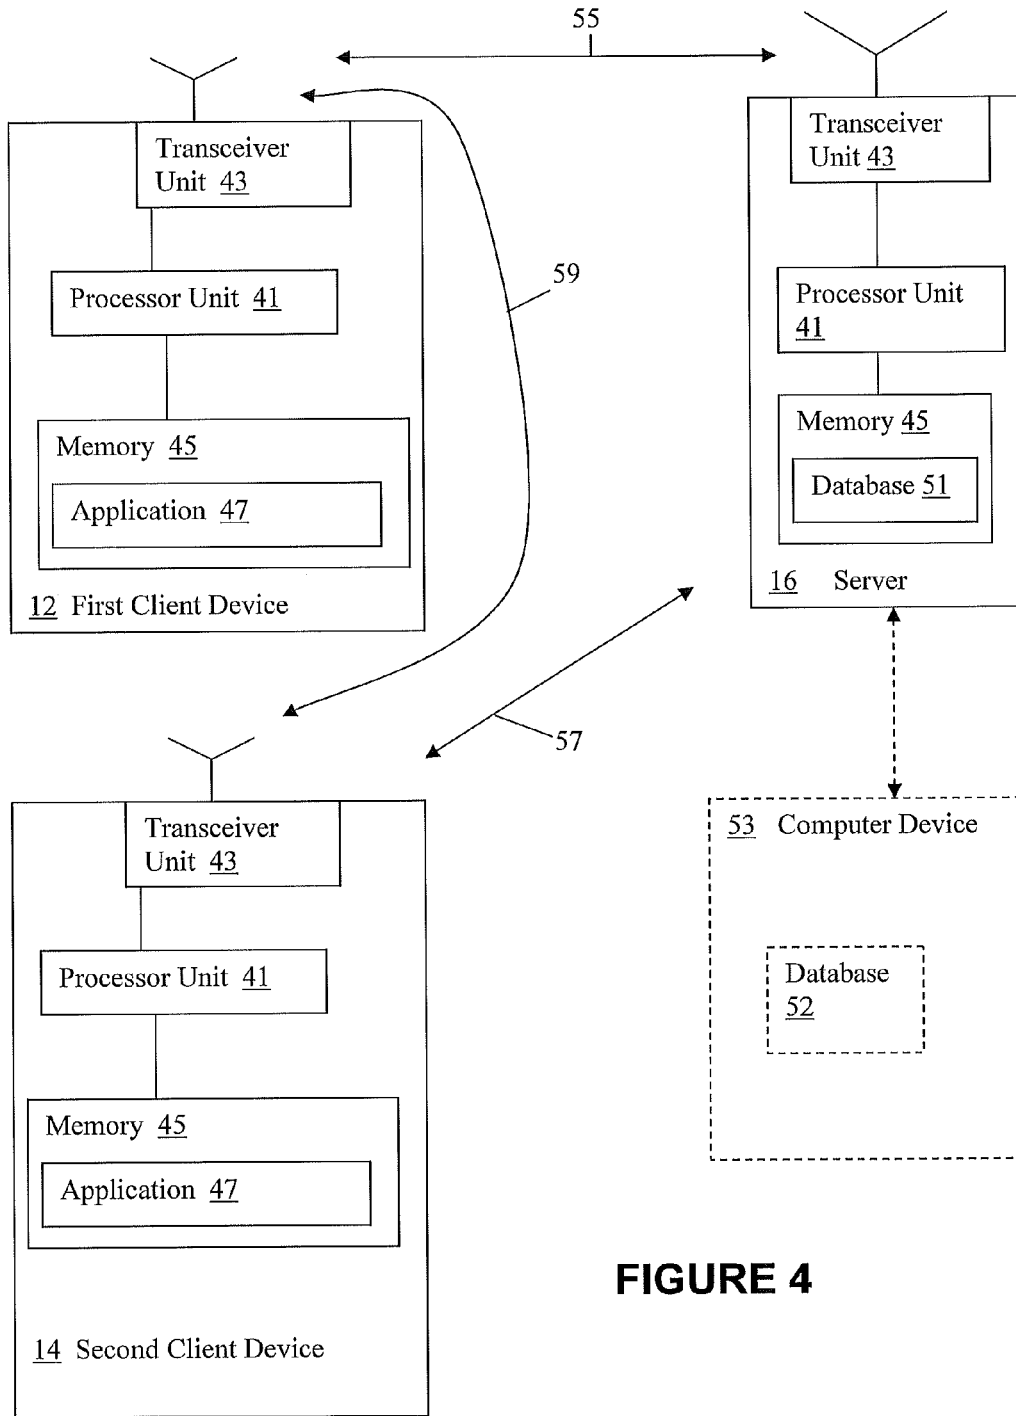 55
Transceiver
Unit 43
Processor Unit 41
Memory 45
Application 47
12 First Client Device
59
Transceiver
Unit 43
Processor Unit
41
Memory 45
Database 51
16 Server
57
Transceiver
Unit 43
Processor Unit 41
Memory 45
Application 47
14 Second Client Device
53 Computer Device
Database
52
FIGURE 4